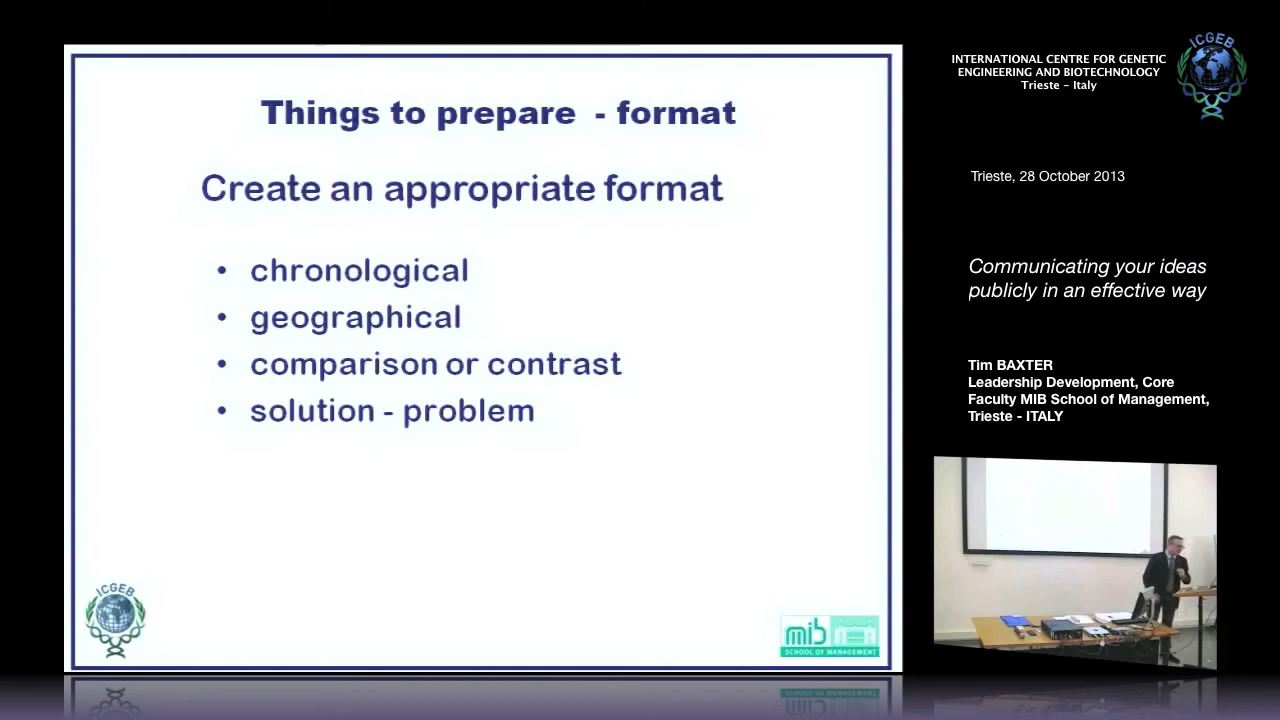 Things to prepare - format
Create an appropriate format
• chronological
• geographical
• comparison or contrast
• solution - problem
ICGEB
mib
SCHOOL OF MANAGEMENT
INTERNATIONAL CENTRE FOR GENETIC
ENGINEERING AND BIOTECHNOLOGY
Trieste - Italy
ICGEB
Trieste, 28 October 2013
Communicating your ideas
publicly in an effective way
Tim BAXTER
Leadership Development, Core
Faculty MIB School of Management,
Trieste - ITALY